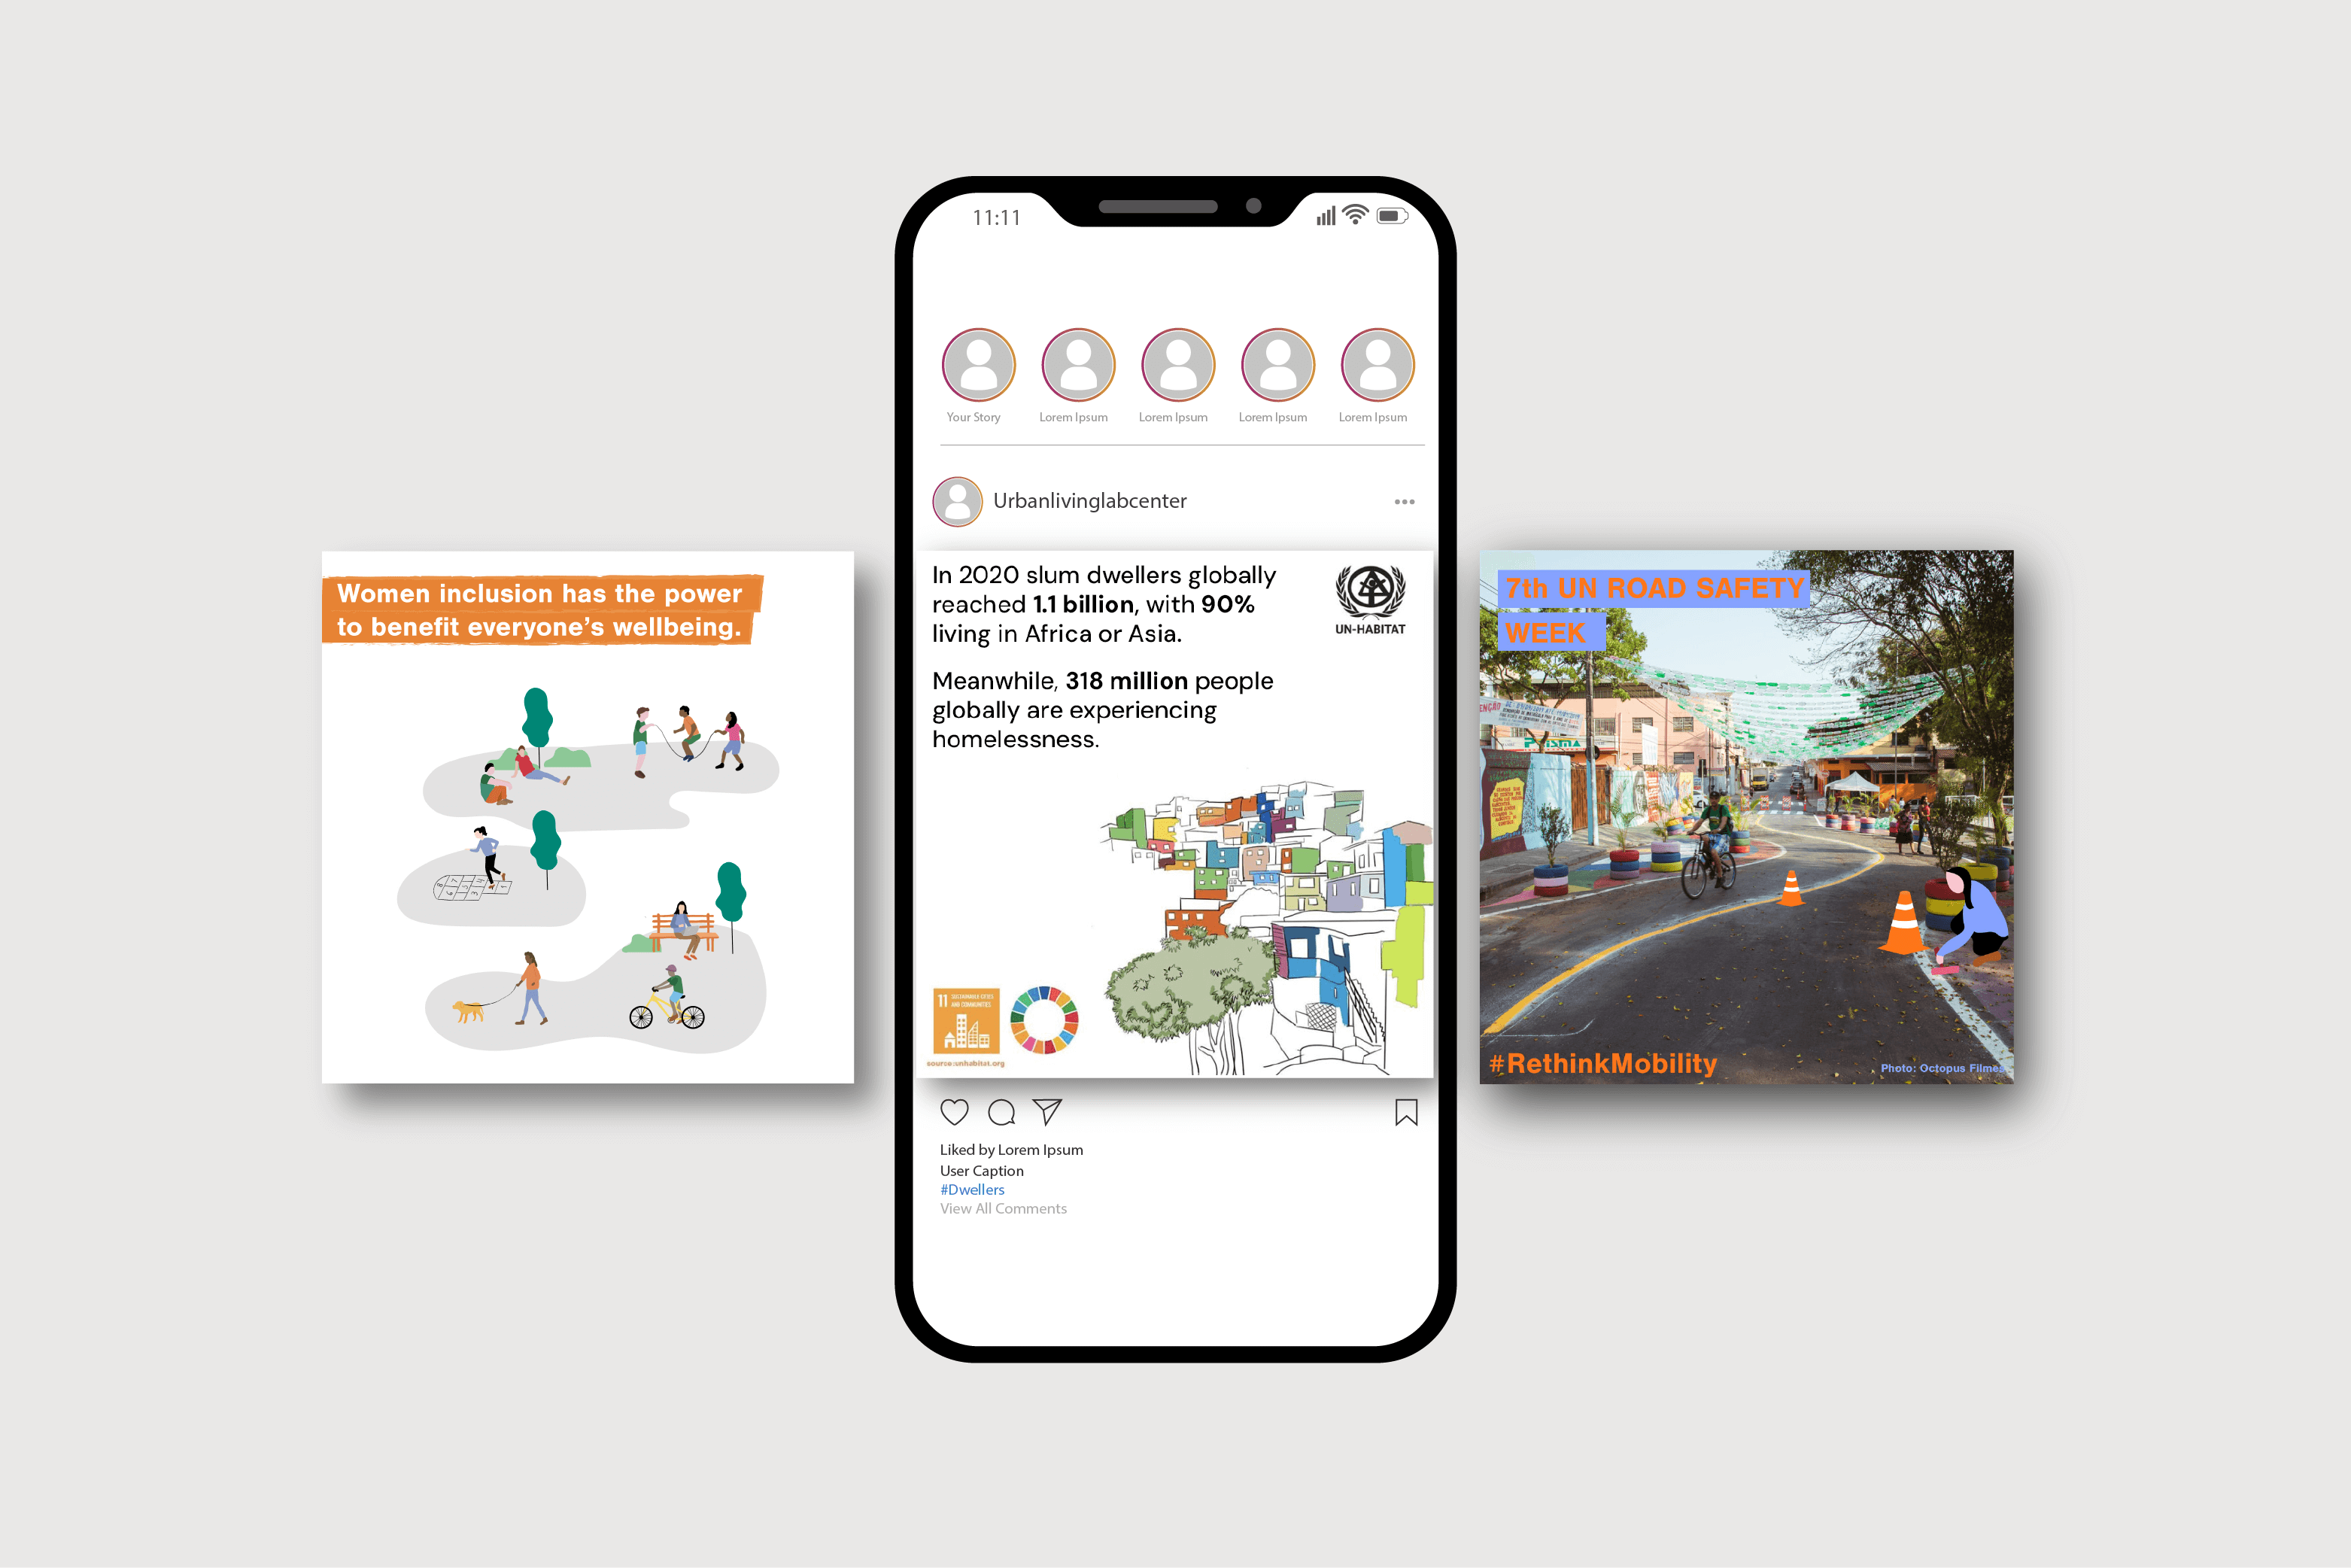 Women inclusion has the power
to benefit everyone's wellbeing.
11:11
Your Story
Lorem Ipsum
Lorem Ipsum
Lorem Ipsum
Lorem Ipsum
Urbanlivinglabcenter
In 2020 slum dwellers globally
reached 1.1 billion, with 90%
living in Africa or Asia.
Meanwhile, 318 million people
globally are experiencing
homelessness.
UN-HABITAT
11 SUSTAINABLE CITIES
AND COMMUNITIES
source:unhabitat.org
Liked by Lorem Ipsum
User Caption
#Dwellers
View All Comments
7th UN ROAD SAFETY
WEEK
#RethinkMobility
Photo: Octopus Filmes